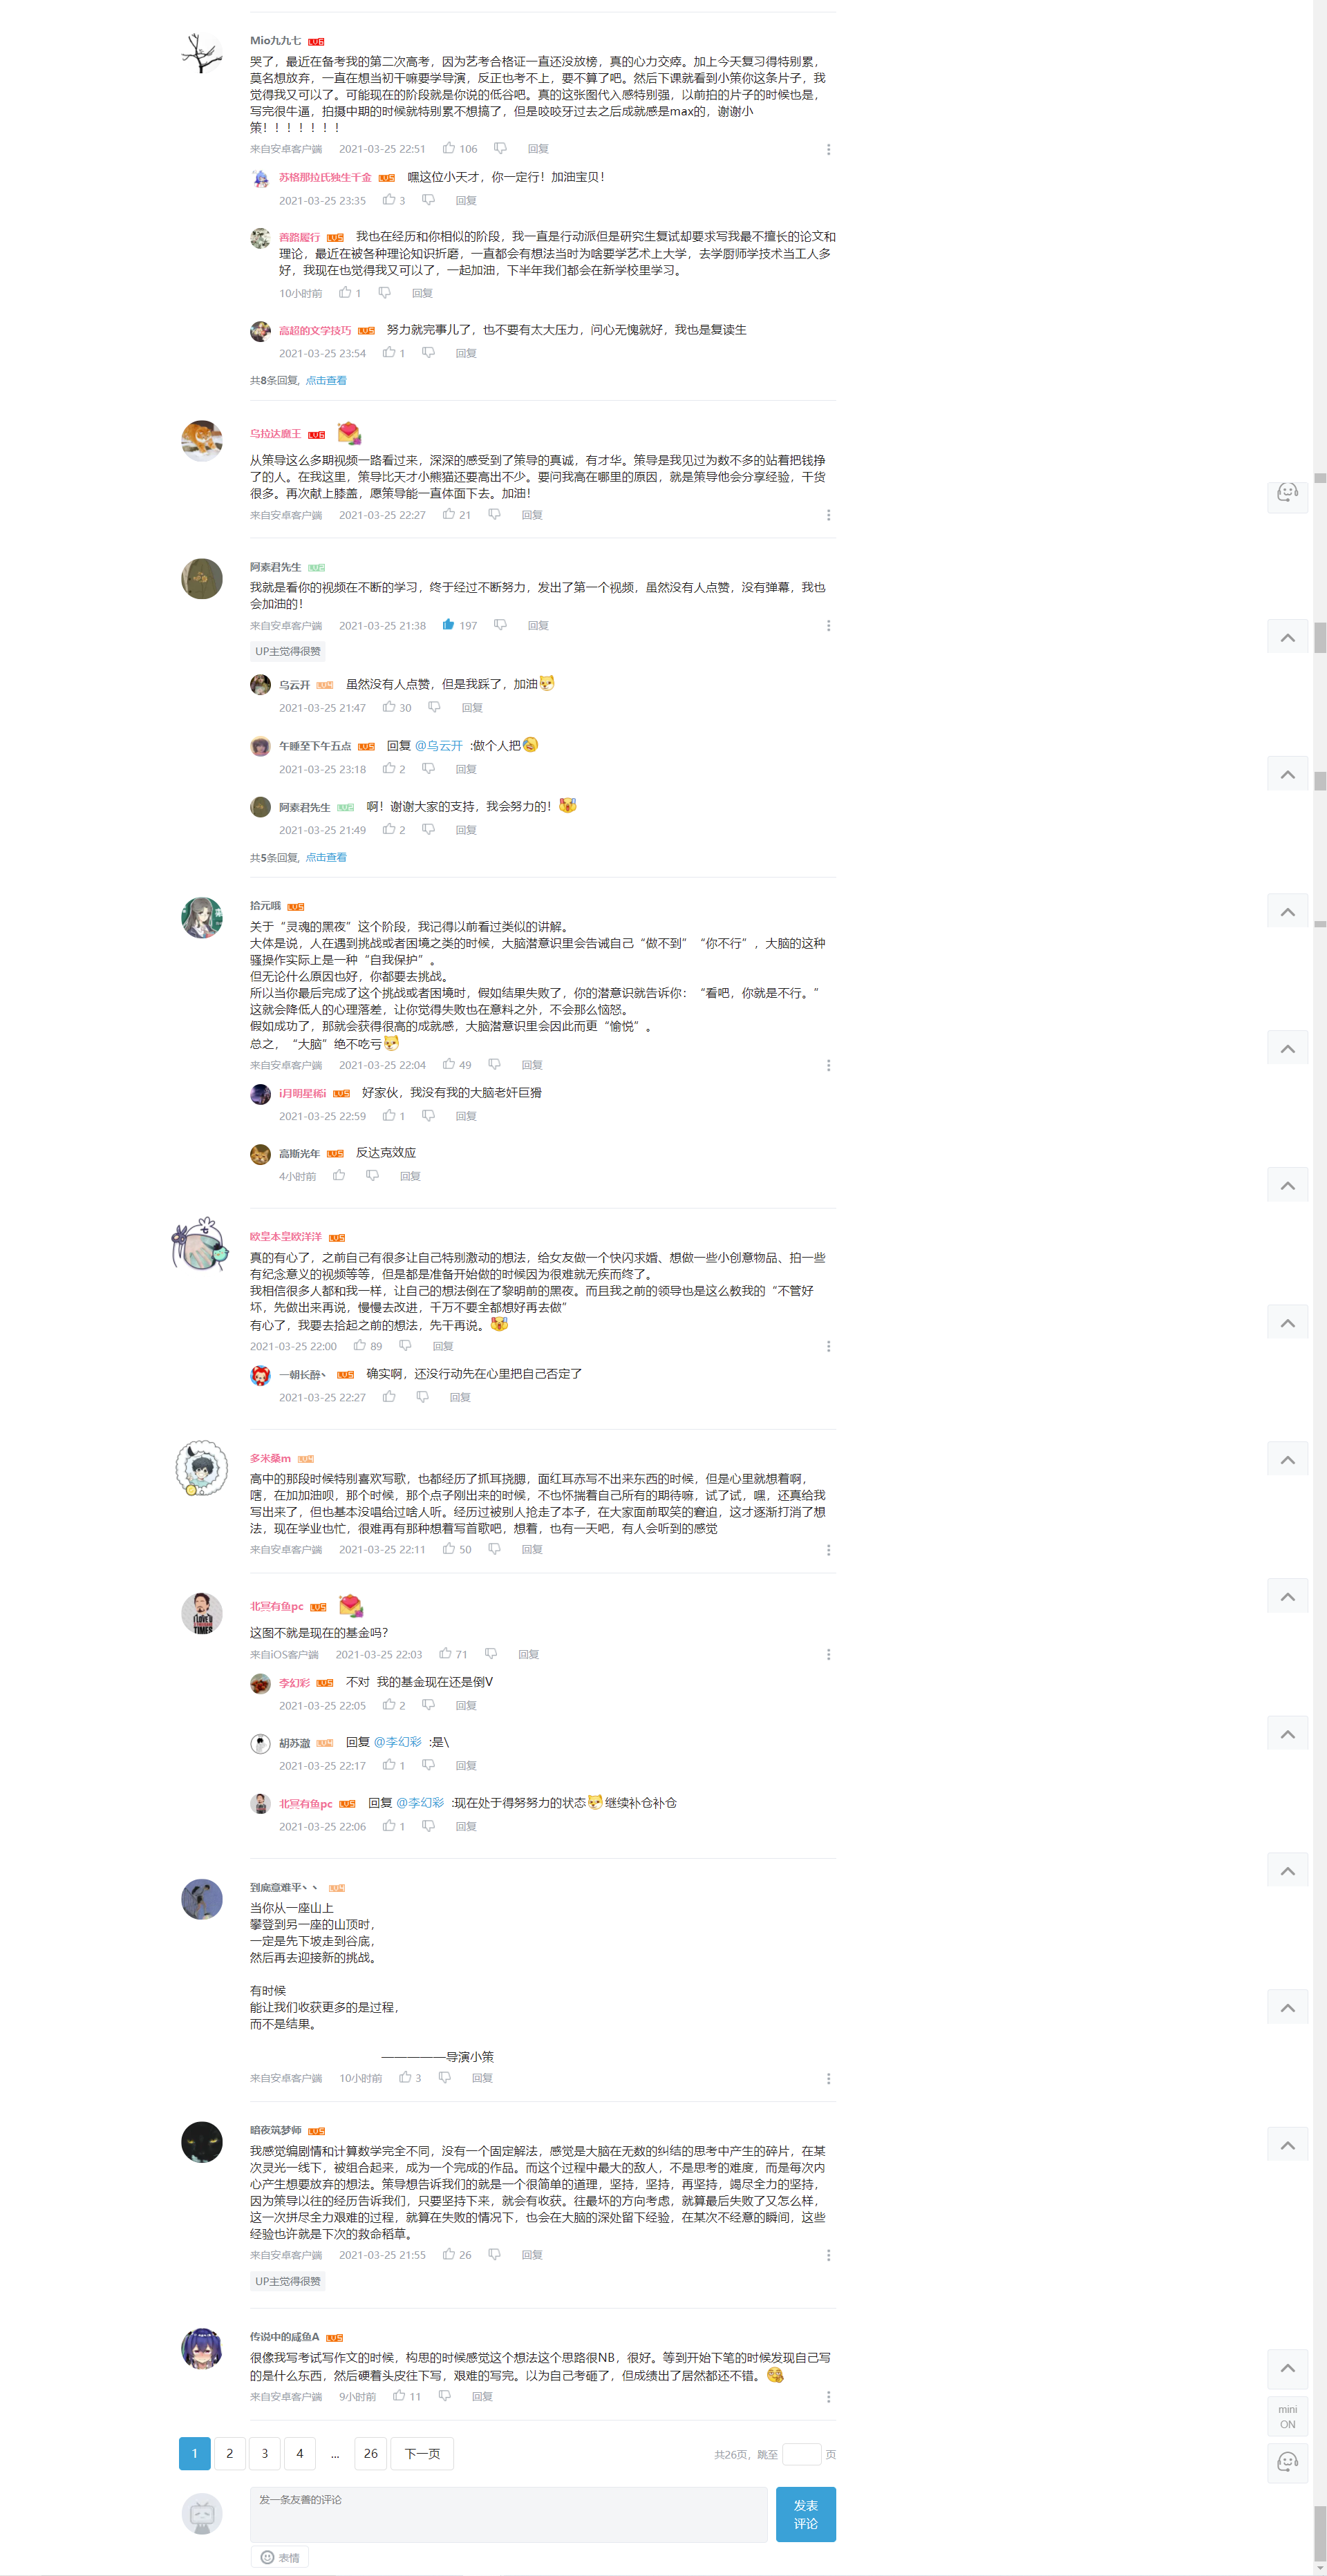 Mio九九七 LV6
哭了，最近在备考我的第二次高考，因为艺考合格证一直还没放榜，真的心力交瘁。加上今天复习得特别累，
莫名想放弃，一直在想当初干嘛要学导演，反正也考不上，要不算了吧。然后下课就看到小策你这条片子，我
觉得我又可以了。可能现在的阶段就是你说的低谷吧。真的这张图代入感特别强，以前拍的片子的时候也是，
写完很牛逼，拍摄中期的时候就特别累不想搞了，但是咬咬牙过去之后成就感是max的，谢谢小
策！！！！！！！
来自安卓客户端 2021-03-25 22:51 106 回复
苏格那拉氏独生千金 LV5 嘿这位小天才，你一定行！加油宝贝！
2021-03-25 23:35 3 回复
善路履行 LV5 我也在经历和你相似的阶段，我一直是行动派但是研究生复试却要求写我最不擅长的论文和
理论，最近在被各种理论知识折磨，一直都会有想法当时为啥要学艺术上大学，去学厨师学技术当工人多
好，我现在也觉得我又可以了，一起加油，下半年我们都会在新学校里学习。
10小时前 1 回复
高超的文学技巧 LV5 努力就完事儿了，也不要有太大压力，问心无愧就好，我也是复读生
2021-03-25 23:54 1 回复
共8条回复, 点击查看
乌拉达魔王 LV6
从策导这么多期视频一路看过来，深深的感受到了策导的真诚，有才华。策导是我见过为数不多的站着把钱挣
了的人。在我这里，策导比天才小熊猫还要高出不少。要问我高在哪里的原因，就是策导他会分享经验，干货
很多。再次献上膝盖，愿策导能一直体面下去。加油！
来自安卓客户端 2021-03-25 22:27 21 回复
阿素君先生 LV2
我就是看你的视频在不断的学习，终于经过不断努力，发出了第一个视频，虽然没有人点赞，没有弹幕，我也
会加油的！
来自安卓客户端 2021-03-25 21:38 197 回复
UP主觉得很赞
乌云开 LV4 虽然没有人点赞，但是我踩了，加油
2021-03-25 21:47 30 回复
午睡至下午五点 LV5 回复 @乌云开 :做个人把
2021-03-25 23:18 2 回复
阿素君先生 LV2 啊！谢谢大家的支持，我会努力的！
2021-03-25 21:49 2 回复
共5条回复, 点击查看
拾元哦 LV5
关于“灵魂的黑夜”这个阶段，我记得以前看过类似的讲解。
大体是说，人在遇到挑战或者困境之类的时候，大脑潜意识里会告诫自己“做不到”“你不行”，大脑的这种
骚操作实际上是一种“自我保护”。
但无论什么原因也好，你都要去挑战。
所以当你最后完成了这个挑战或者困境时，假如结果失败了，你的潜意识就告诉你：“看吧，你就是不行。”
这就会降低人的心理落差，让你觉得失败也在意料之外，不会那么恼怒。
假如成功了，那就会获得很高的成就感，大脑潜意识里会因此而更“愉悦”。
总之，“大脑”绝不吃亏
来自安卓客户端 2021-03-25 22:04 49 回复
i月明星稀i LV5 好家伙，我没有我的大脑老奸巨猾
2021-03-25 22:59 1 回复
高斯光年 LV5 反达克效应
4小时前 回复
欧皇本皇欧洋洋 LV5
真的有心了，之前自己有很多让自己特别激动的想法，给女友做一个快闪求婚、想做一些小创意物品、拍一些
有纪念意义的视频等等，但是都是准备开始做的时候因为很难就无疾而终了。
我相信很多人都和我一样，让自己的想法倒在了黎明前的黑夜。而且我之前的领导也是这么教我的“不管好
坏，先做出来再说，慢慢去改进，千万不要全都想好再去做”
有心了，我要去拾起之前的想法，先干再说。
2021-03-25 22:00 89 回复
一朝长醉丶 LV5 确实啊，还没行动先在心里把自己否定了
2021-03-25 22:27 回复
多米桑m LV4
高中的那段时候特别喜欢写歌，也都经历了抓耳挠腮，面红耳赤写不出来东西的时候，但是心里就想着啊，
嗐，在加加油呗，那个时候，那个点子刚出来的时候，不也怀揣着自己所有的期待嘛，试了试，嘿，还真给我
写出来了，但也基本没唱给过啥人听。经历过被别人抢走了本子，在大家面前取笑的窘迫，这才逐渐打消了想
法，现在学业也忙，很难再有那种想着写首歌吧，想着，也有一天吧，有人会听到的感觉
来自安卓客户端 2021-03-25 22:11 50 回复
北冥有鱼pc LV5
这图不就是现在的基金吗？
来自iOS客户端 2021-03-25 22:03 71 回复
李幻彩 LV5 不对 我的基金现在还是倒V
2021-03-25 22:05 2 回复
胡苏澈 LV4 回复 @李幻彩 :是\
2021-03-25 22:17 1 回复
北冥有鱼pc LV5 回复 @李幻彩 :现在处于得努努力的状态继续补仓补仓
2021-03-25 22:06 1 回复
到底意难平丶丶 LV4
当你从一座山上
攀登到另一座的山顶时，
一定是先下坡走到谷底，
然后再去迎接新的挑战。
有时候
能让我们收获更多的是过程，
而不是结果。
—————导演小策
来自安卓客户端 10小时前 3 回复
暗夜筑梦师 LV5
我感觉编剧情和计算数学完全不同，没有一个固定解法，感觉是大脑在无数的纠结的思考中产生的碎片，在某
次灵光一线下，被组合起来，成为一个完成的作品。而这个过程中最大的敌人，不是思考的难度，而是每次内
心产生想要放弃的想法。策导想告诉我们的就是一个很简单的道理，坚持，坚持，再坚持，竭尽全力的坚持，
因为策导以往的经历告诉我们，只要坚持下来，就会有收获。往最坏的方向考虑，就算最后失败了又怎么样，
这一次拼尽全力艰难的过程，就算在失败的情况下，也会在大脑的深处留下经验，在某次不经意的瞬间，这些
经验也许就是下次的救命稻草。
来自安卓客户端 2021-03-25 21:55 26 回复
UP主觉得很赞
传说中的咸鱼A LV5
很像我写考试写作文的时候，构思的时候感觉这个想法这个思路很NB，很好。等到开始下笔的时候发现自己写
的是什么东西，然后硬着头皮往下写，艰难的写完。以为自己考砸了，但成绩出了居然都还不错。
来自安卓客户端 9小时前 11 回复
mini
ON
1 2 3 4 ... 26 下一页 共26页，跳至 页
发一条友善的评论
发表
评论
表情